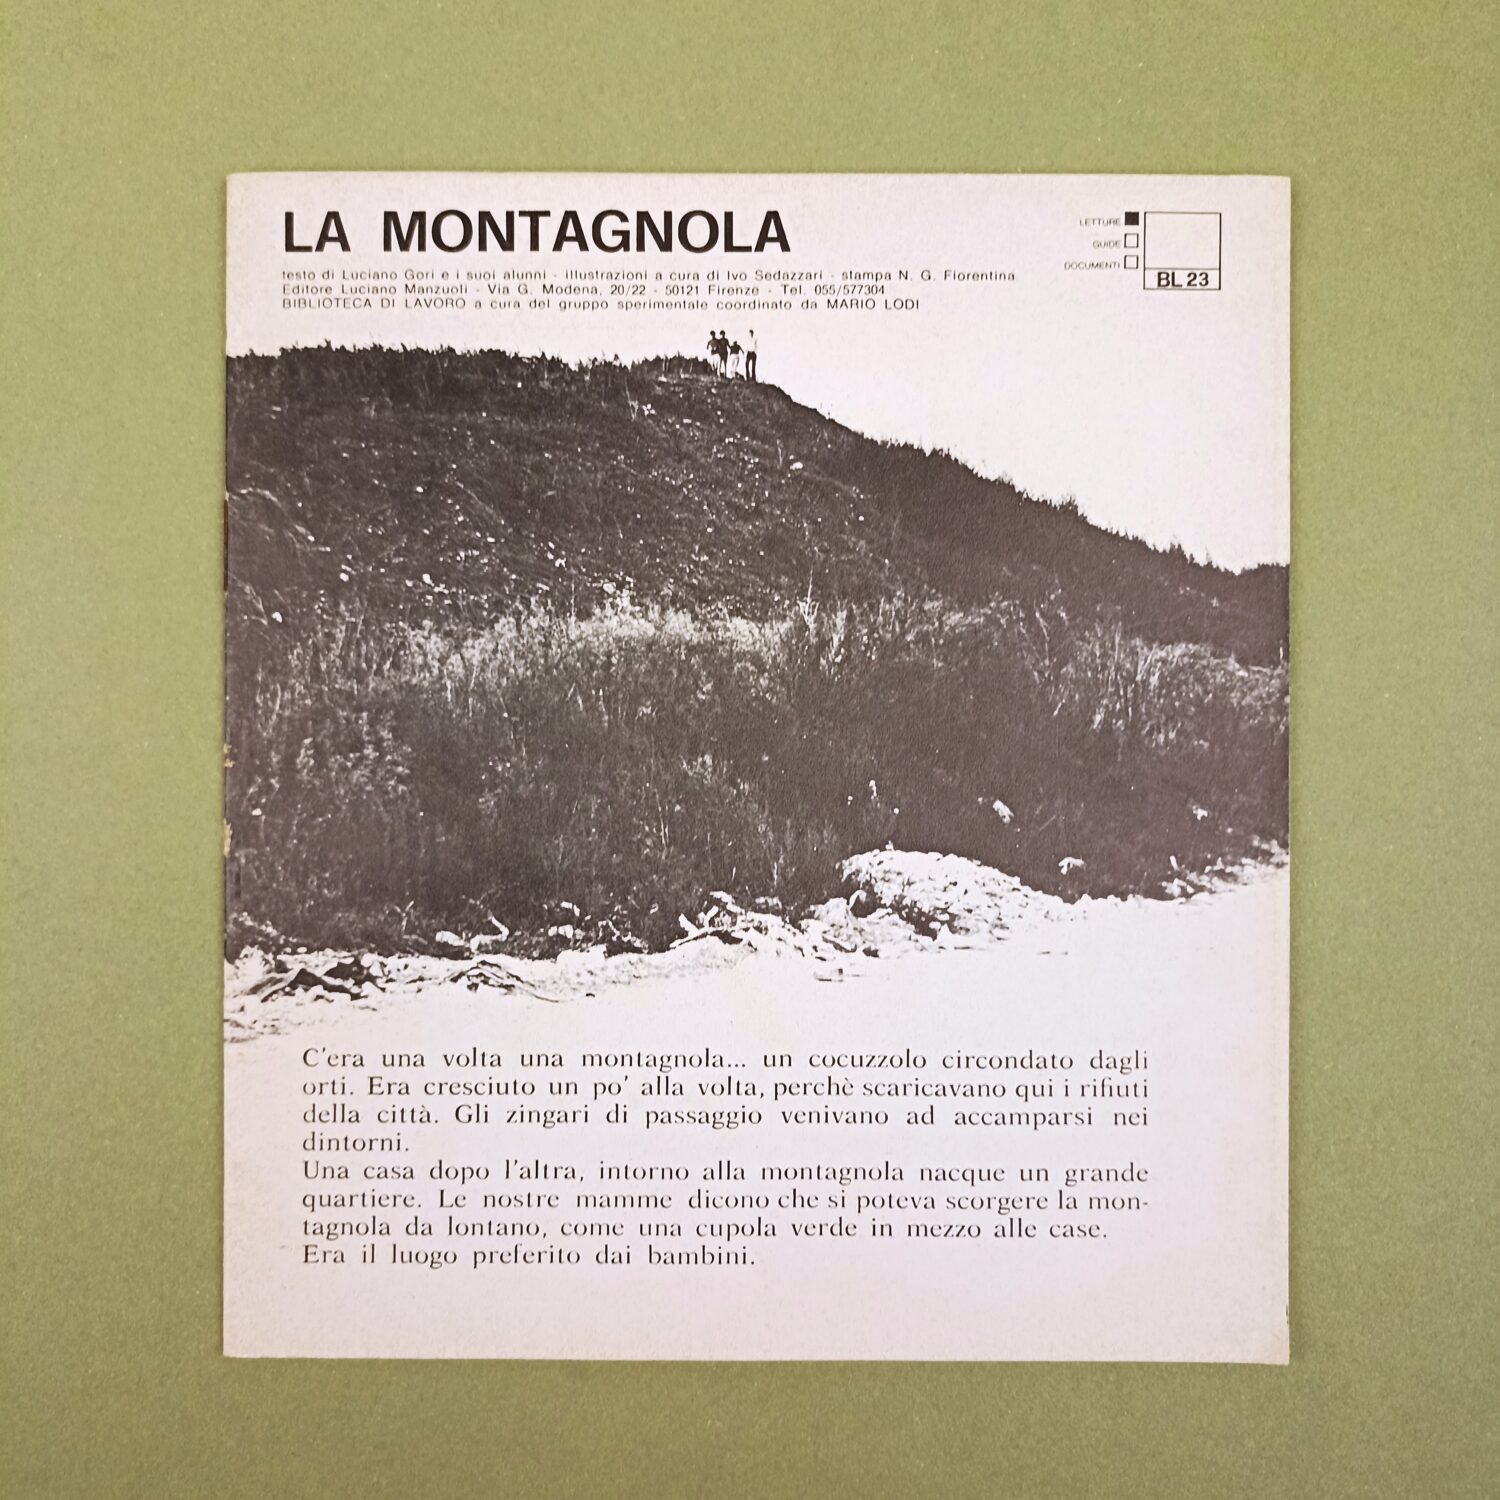 LA MONTAGNOLA
testo di Luciano Gori e i suoi alunni - illustrazioni a cura di Ivo Sedazzari - stampa N. G. Fiorentina
Editore Luciano Manzuoli - Via G. Modena, 20/22 - 50121 Firenze - Tel. 055/577304
BIBLIOTECA DI LAVORO a cura del gruppo sperimentale coordinato da MARIO LODI
LETTURE
GUIDE
DOCUMENTI
BL 23
C'era una volta una montagnola... un cocuzzolo circondato dagli
orti. Era cresciuto un po' alla volta, perchè scaricavano qui i rifiuti
della città. Gli zingari di passaggio venivano ad accamparsi nei
dintorni.
Una casa dopo l'altra, intorno alla montagnola nacque un grande
quartiere. Le nostre mamme dicono che si poteva scorgere la mon-
tagnola da lontano, come una cupola verde in mezzo alle case.
Era il luogo preferito dai bambini.